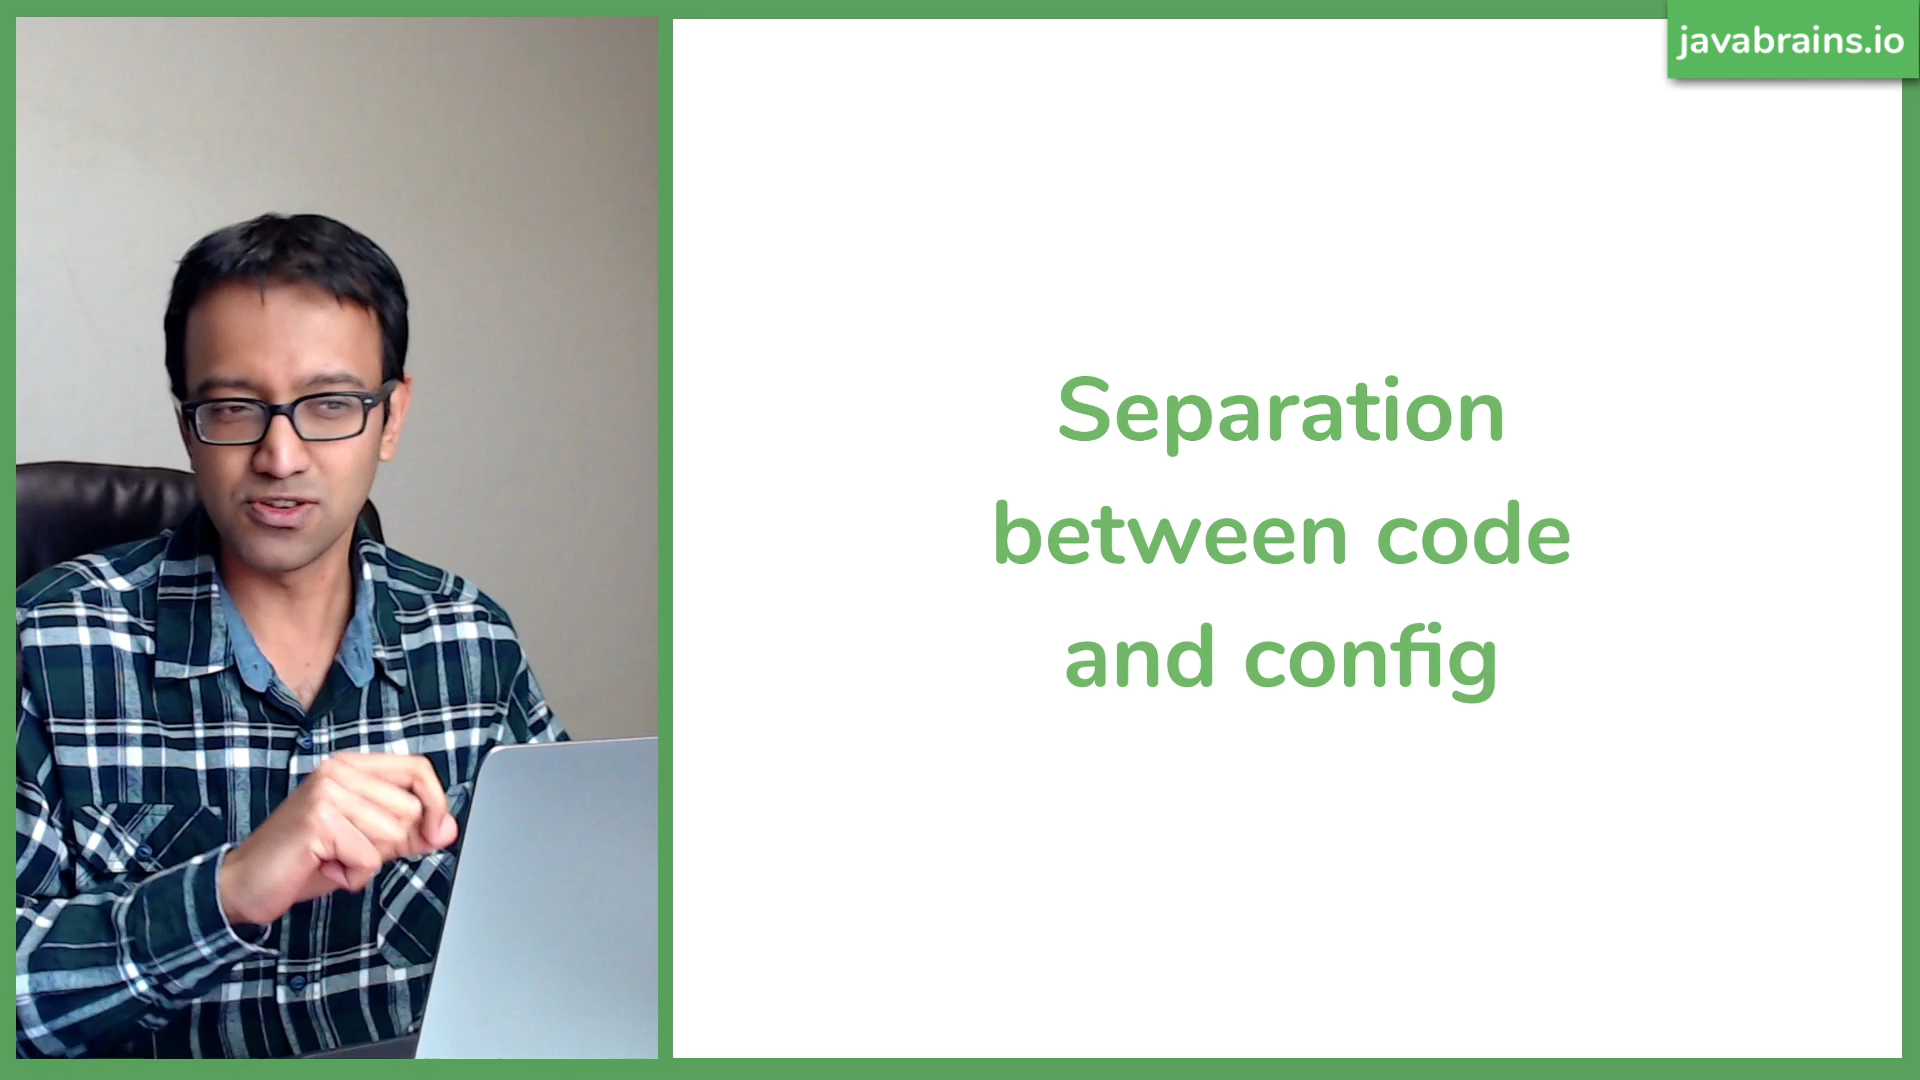 javabrains.io
Separation
between code
and config